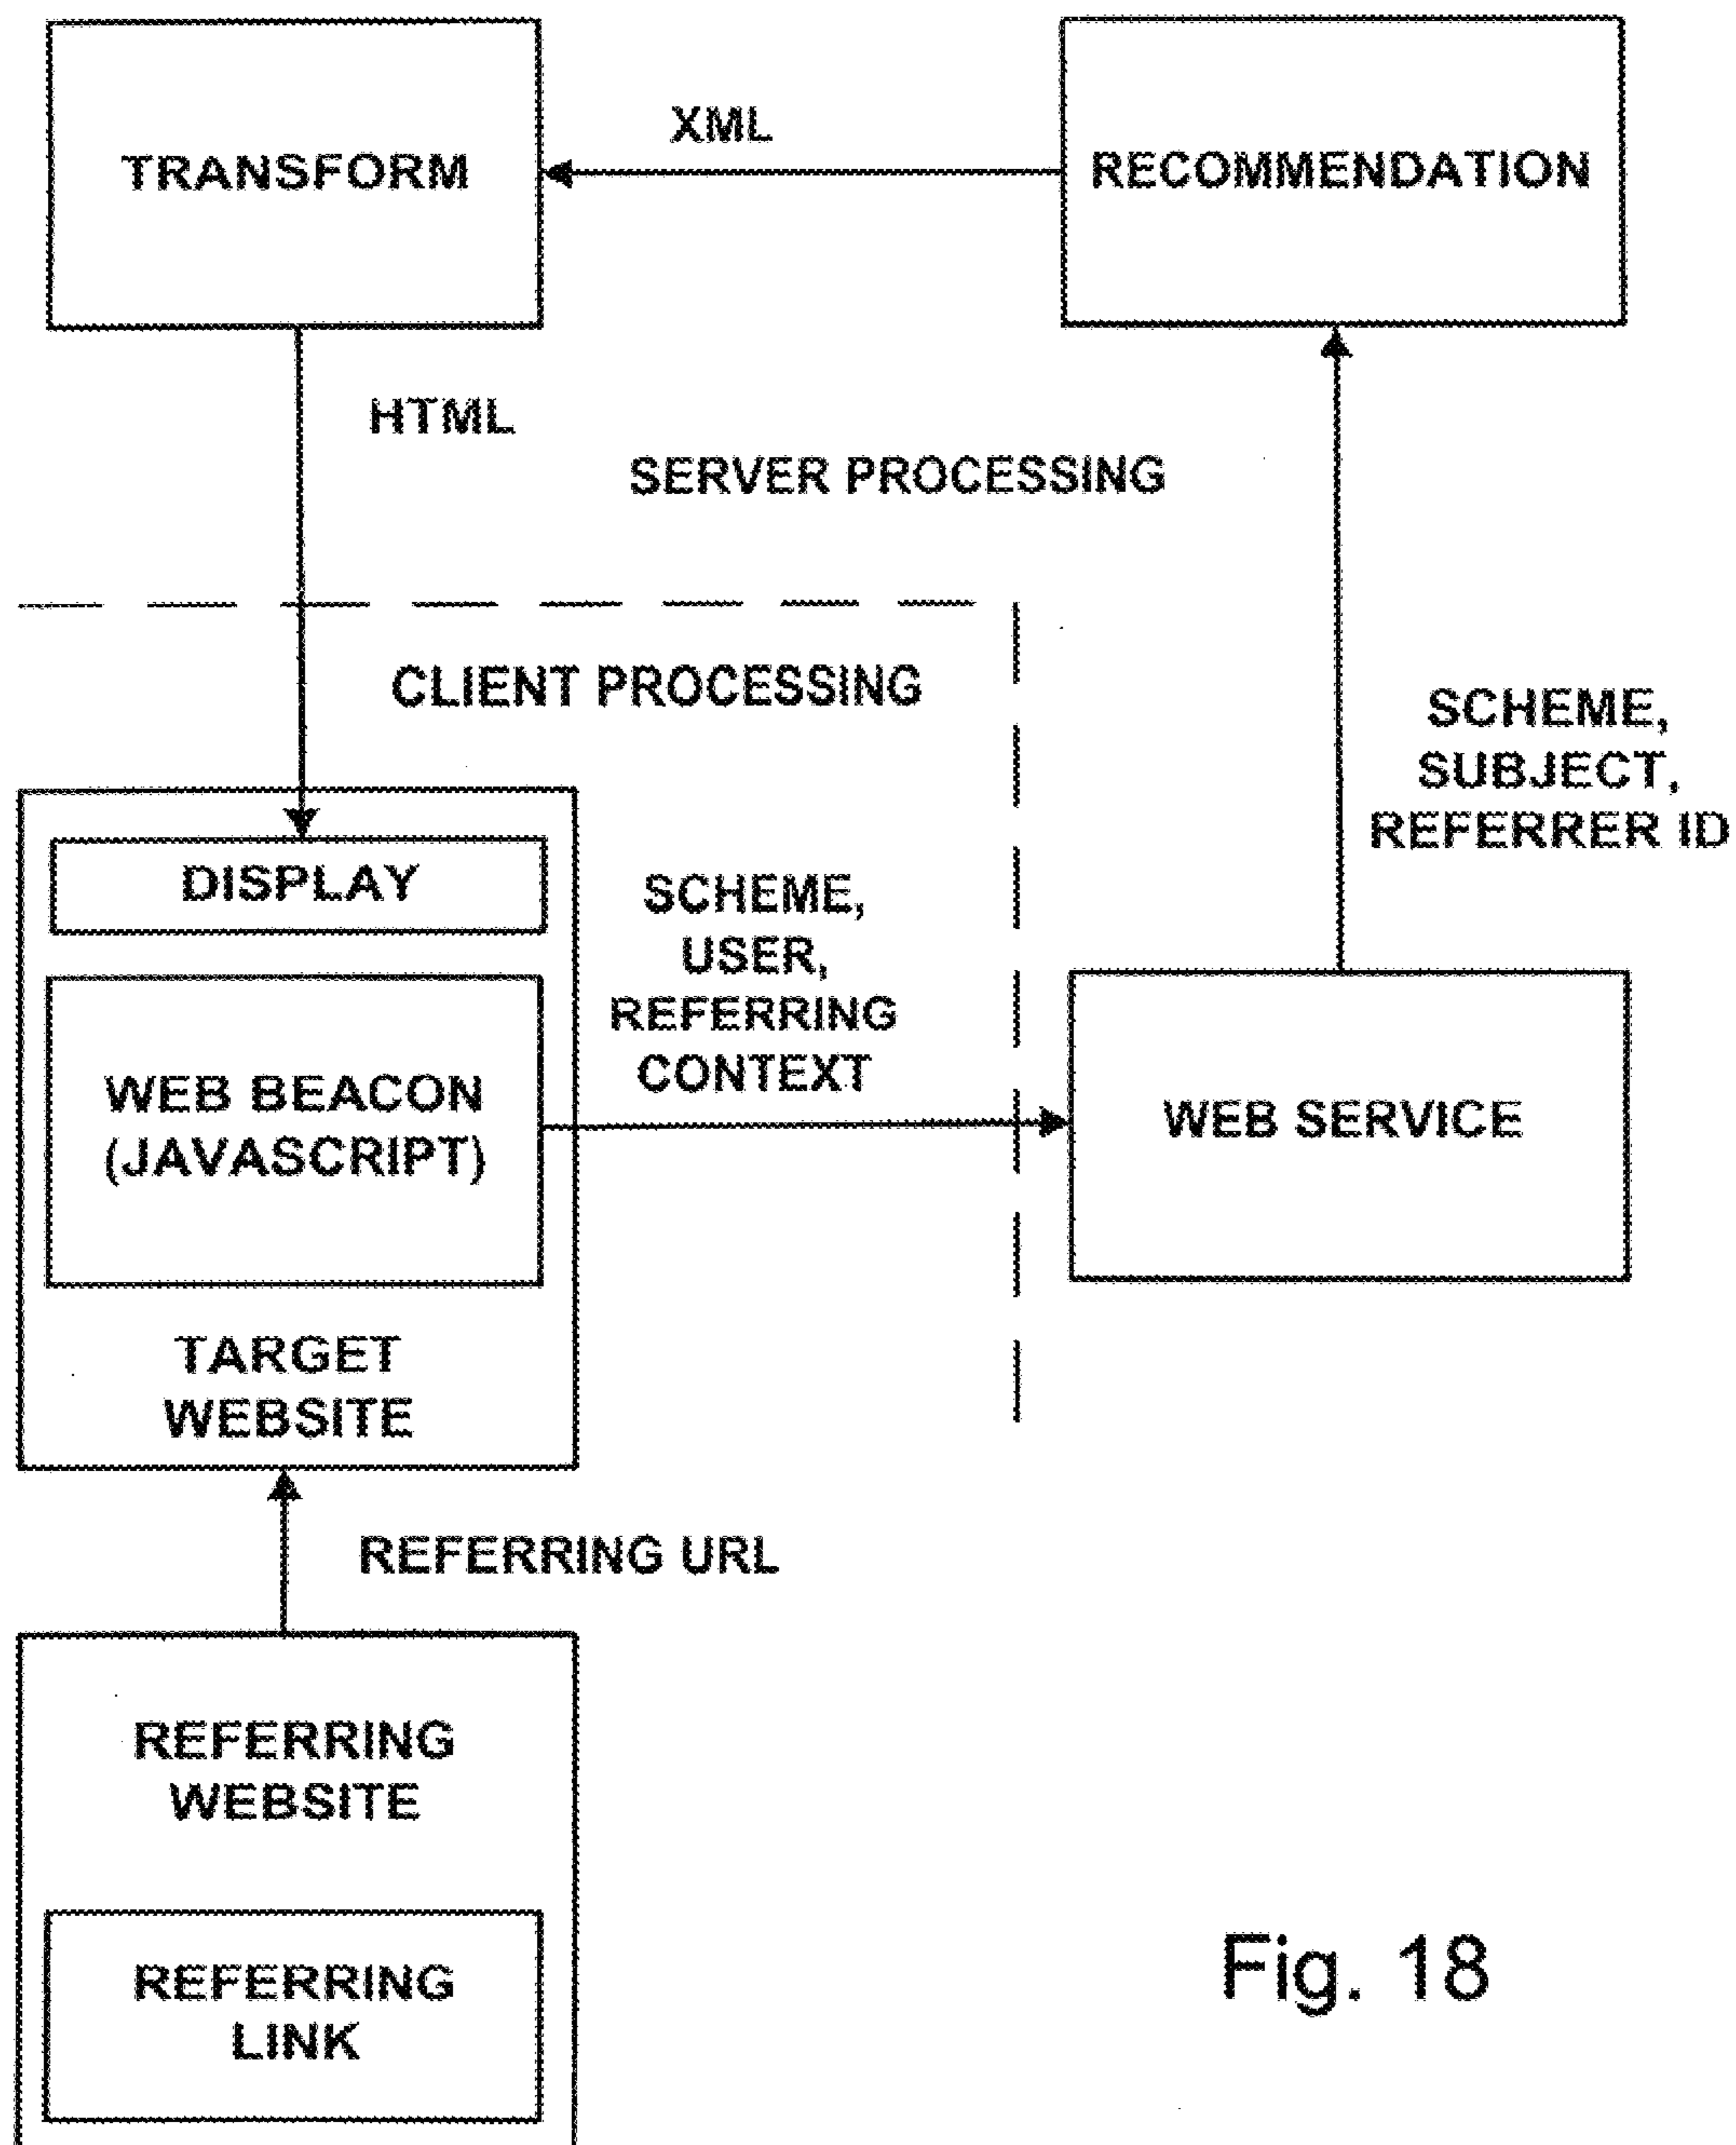 TRANSFORM
XML
RECOMMENDATION
HTML
SERVER PROCESSING
CLIENT PROCESSING
SCHEME,
SUBJECT,
REFERRER ID
DISPLAY
SCHEME,
USER,
REFERRING
CONTEXT
WEB BEACON
(JAVASCRIPT)
WEB SERVICE
TARGET
WEBSITE
REFERRING URL
REFERRING
WEBSITE
REFERRING
LINK
Fig. 18